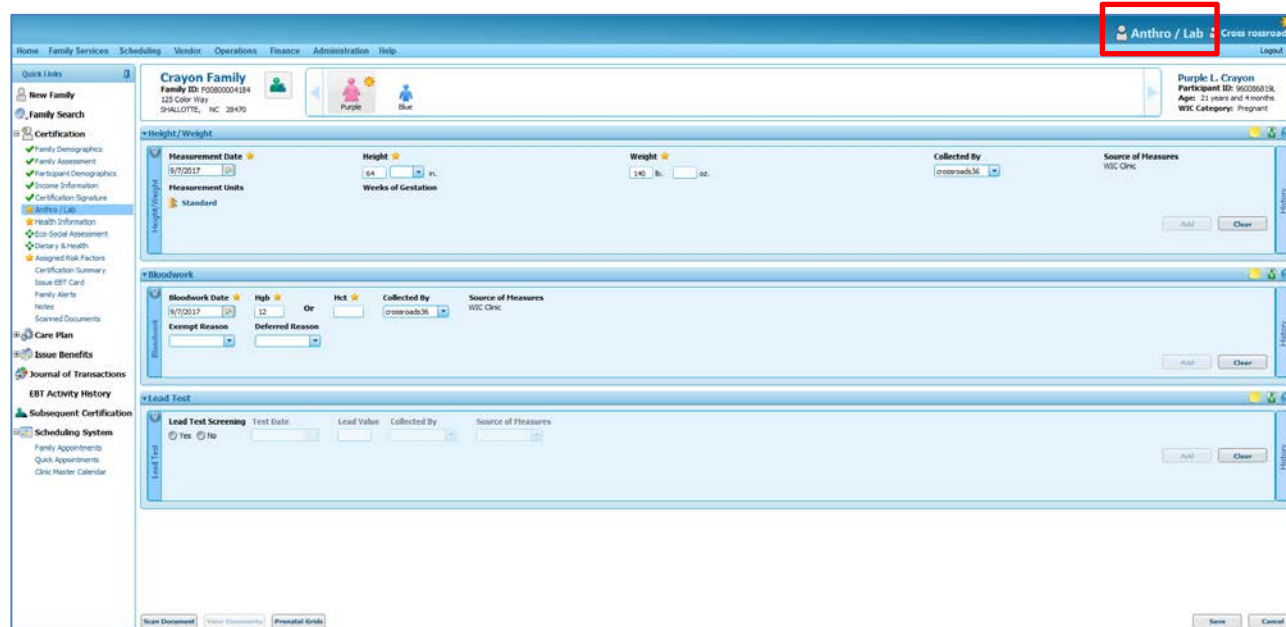 Anthro / Lab Cross rossroad
Home Family Services Scheduling Vendor Operations Finance Administration Help
Logout
Quick Links
New Family
Family Search
Certification
Family Demographics
Family Assessment
Participant Demographics
Income Information
Certification Signature
Anthro / Lab
Health Information
Eco-Social Assessment
Dietary & Health
Assigned Risk Factors
Certification Summary
Issue EBT Card
Family Alerts
Notes
Scanned Documents
Care Plan
Issue Benefits
Journal of Transactions
EBT Activity History
Subsequent Certification
Scheduling System
Family Appointments
Quick Appointments
Clinic Master Calendar
Crayon Family
Family ID: F00800004184
125 Color Way
SHALLOTTE, NC 28470
Purple
Blue
Purple L. Crayon
Participant ID: 960086819L
Age: 21 years and 4 months
WIC Category: Pregnant
Height/Weight
Height/Weight
Measurement Date Height Weight Collected By Source of Measures
9/7/2017 64 in. 140 lb. oz. crossroads36 WIC Clinic
Measurement Units Weeks of Gestation
Standard
Add Clear
History
Bloodwork
Bloodwork
Bloodwork Date Hgb Or Hct Collected By Source of Measures
9/7/2017 12 crossroads36 WIC Clinic
Exempt Reason Deferred Reason
Add Clear
History
Lead Test
Lead Test
Lead Test Screening Test Date Lead Value Collected By Source of Measures
Yes No
Add Clear
History
Scan Document View Documents Prenatal Grids Save Cancel